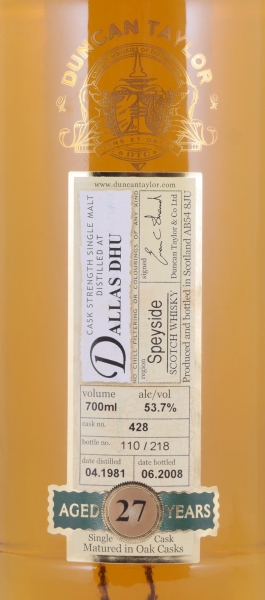 DUNCAN TAYLOR
www.duncantaylor.com
CASK STRENGTH SINGLE MALT
DISTILLED AT
DALLAS DHU
NO CHILL FILTERING OR COLOURINGS OF ANY KIND
region
Speyside
SCOTCH WHISKY
signed
Duncan Taylor & Co Ltd
Produced and bottled in Scotland AB54 8JU
volume alc/vol
700ml 53.7%
cask no.
428
bottle no.
110 / 218
date distilled date bottled
04.1981 06.2008
AGED 27 YEARS
Single Cask
Matured in Oak Casks